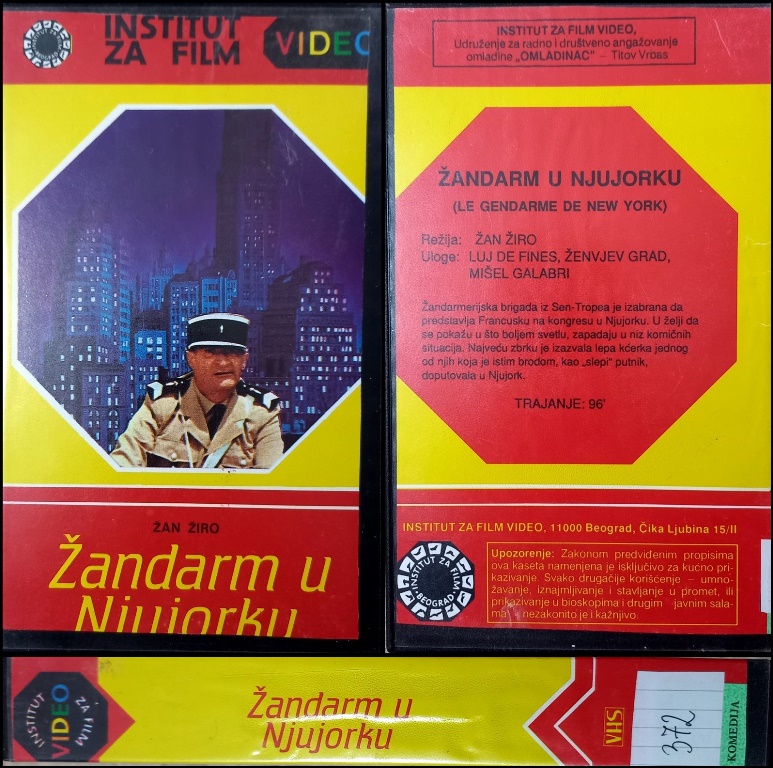 INSTITUT
ZA FILM
VIDEO
ŽAN ŽIRO
Žandarm u
Njujorku
INSTITUT ZA FILM VIDEO,
Udruženje za radno i društveno angažovanje
omladine „OMLADINAC" – Titov Vrbas
ŽANDARM U NJUJORKU
(LE GENDARME DE NEW YORK)
Režija: ŽAN ŽIRO
Uloge: LUJ DE FINES, ŽENVJEV GRAD,
MIŠEL GALABRI
Žandarmerijska brigada iz Sen-Tropea je izabrana da
predstavlja Francusku na kongresu u Njujorku. U želji da
se pokažu u što boljem svetlu, zapadaju u niz komičnih
situacija. Najveću zbrku je izazvala lepa kćerka jednog
od njih koja je istim brodom, kao „slepi" putnik,
doputovala u Njujork.
TRAJANJE: 96'
INSTITUT ZA FILM VIDEO, 11000 Beograd, Čika Ljubina 15/II
INSTITUT ZA FILM
BEOGRAD
Upozorenje: Zakonom predviđenim propisima
ova kaseta namenjena je isključivo za kućno pri-
kazivanje. Svako drugačije korišćenje – umno-
žavanje, iznajmljivanje i stavljanje u promet, ili
prikazivanje u bioskopima i drugim javnim sala-
ma nezakonito je i kažnjivo.
INSTITUT
VIDEO
ZA FILM
Žandarm u
Njujorku
VHS
372
KOMEDIJA